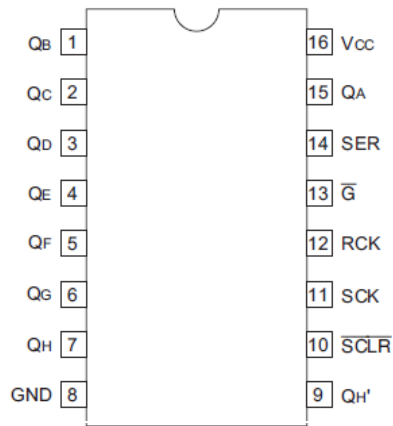 QB 1 16 VCC
QC 2 15 QA
QD 3 14 SER
QE 4 13 G̅
QF 5 12 RCK
QG 6 11 SCK
QH 7 10 S̅C̅L̅R̅
GND 8 9 QH'